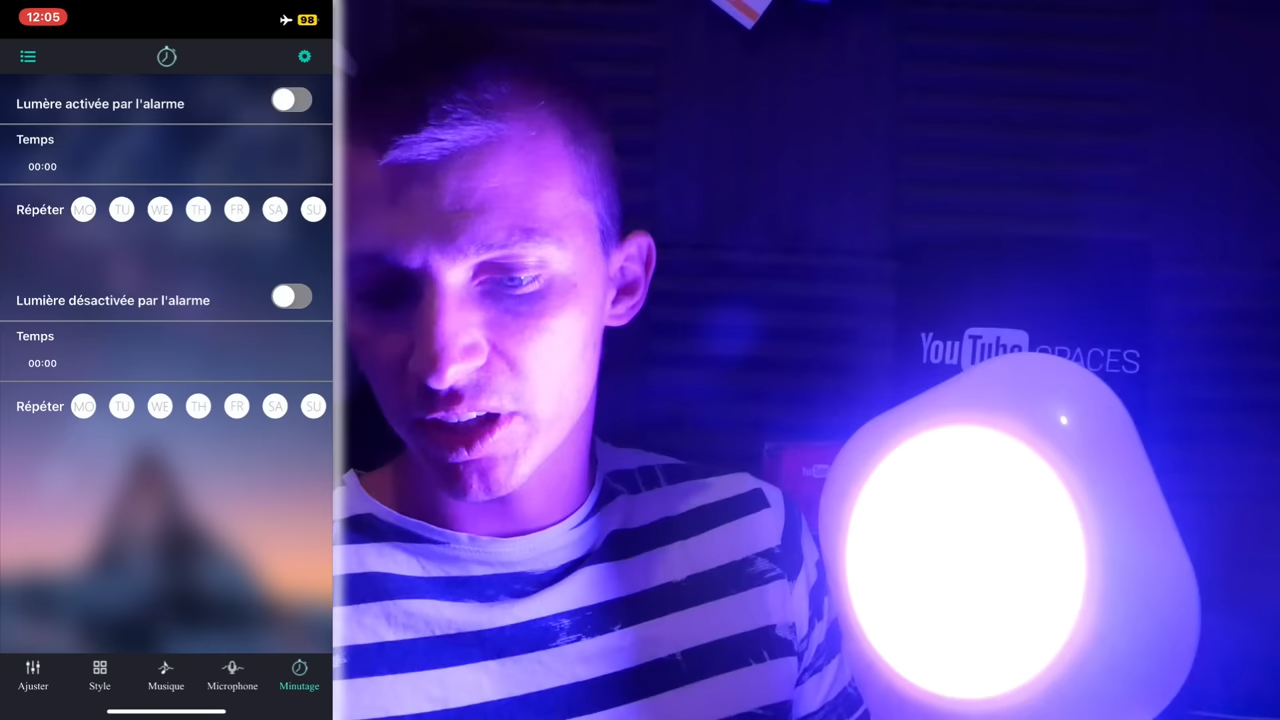 12:05
98
Lumère activée par l'alarme
Temps
00:00
Répéter MO TU WE TH FR SA SU
Lumière désactivée par l'alarme
Temps
00:00
Répéter MO TU WE TH FR SA SU
Ajuster Style Musique Microphone Minutage
YouTube SPACES